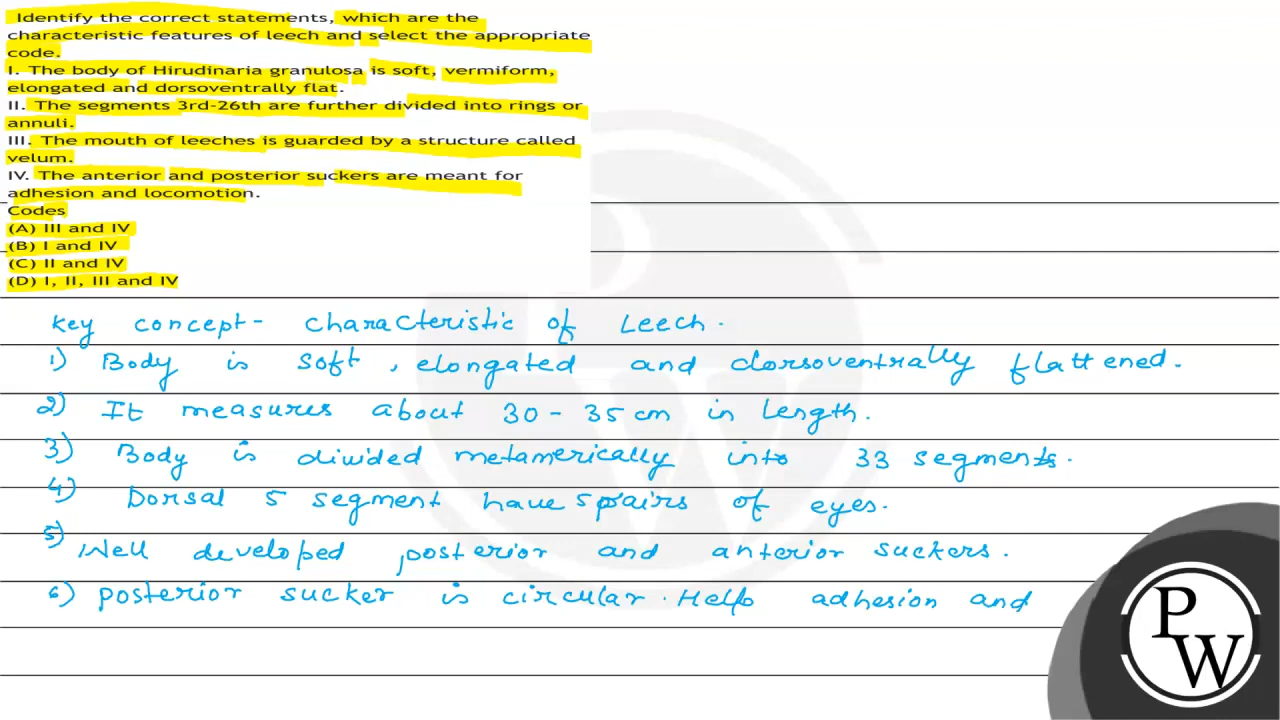 Identify the correct statements, which are the
characteristic features of leech and select the appropriate
code.
I. The body of Hirudinaria granulosa is soft, vermiform,
elongated and dorsoventrally flat.
II. The segments 3rd-26th are further divided into rings or
annuli.
III. The mouth of leeches is guarded by a structure called
velum.
IV. The anterior and posterior suckers are meant for
adhesion and locomotion.
Codes
(A) III and IV
(B) I and IV
(C) II and IV
(D) I, II, III and IV
Key concept - characteristic of Leech.
1) Body is soft, elongated and dorsoventrally flattened.
2) It measures about 30 - 35 cm in length.
3) Body is divided metamerically into 33 segments.
4) Dorsal 5 segment have 5 pairs of eyes.
5) Well developed posterior and anterior suckers.
6) Posterior sucker is circular. Help adhesion and
P
W